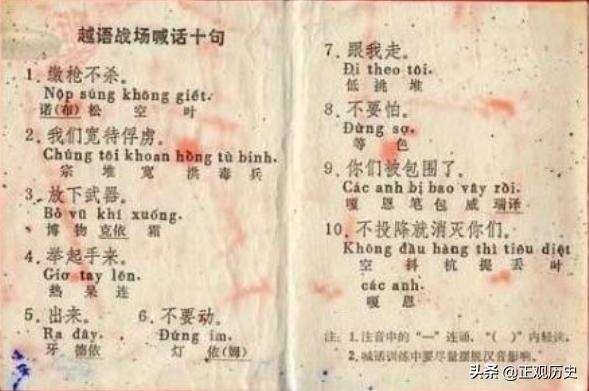 越语战场喊话十句
1. 缴枪不杀。
Nộp súng không giết.
诺(布) 松 空 叶
2. 我们宽待俘虏。
Chúng tôi khoan hồng tù binh.
宗 堆 宽 洪 毒 兵
3. 放下武器。
Bỏ vũ khí xuống.
博 物 克依 霜
4. 举起手来。
Giơ tay lên.
热 呆 连
5. 出来。 6. 不要动。
Ra đây. Đứng im.
牙 德依 灯 依(姆)
7. 跟我走。
Đi theo tôi.
低 挑 堆
8. 不要怕。
Đừng sợ.
等 色
9. 你们被包围了。
Các anh bị bao vây rồi.
嘎 恩 笔 包 威 瑞译
10. 不投降就消灭你们。
Không đầu hàng thì tiêu diệt
空 抖 杭 提 丢 叶
các anh.
嘎 恩
注: 1.注音中的“—”连诵,“( )”内轻读。
2.喊话训练中要尽量摆脱汉音影响。
头条 @正观历史